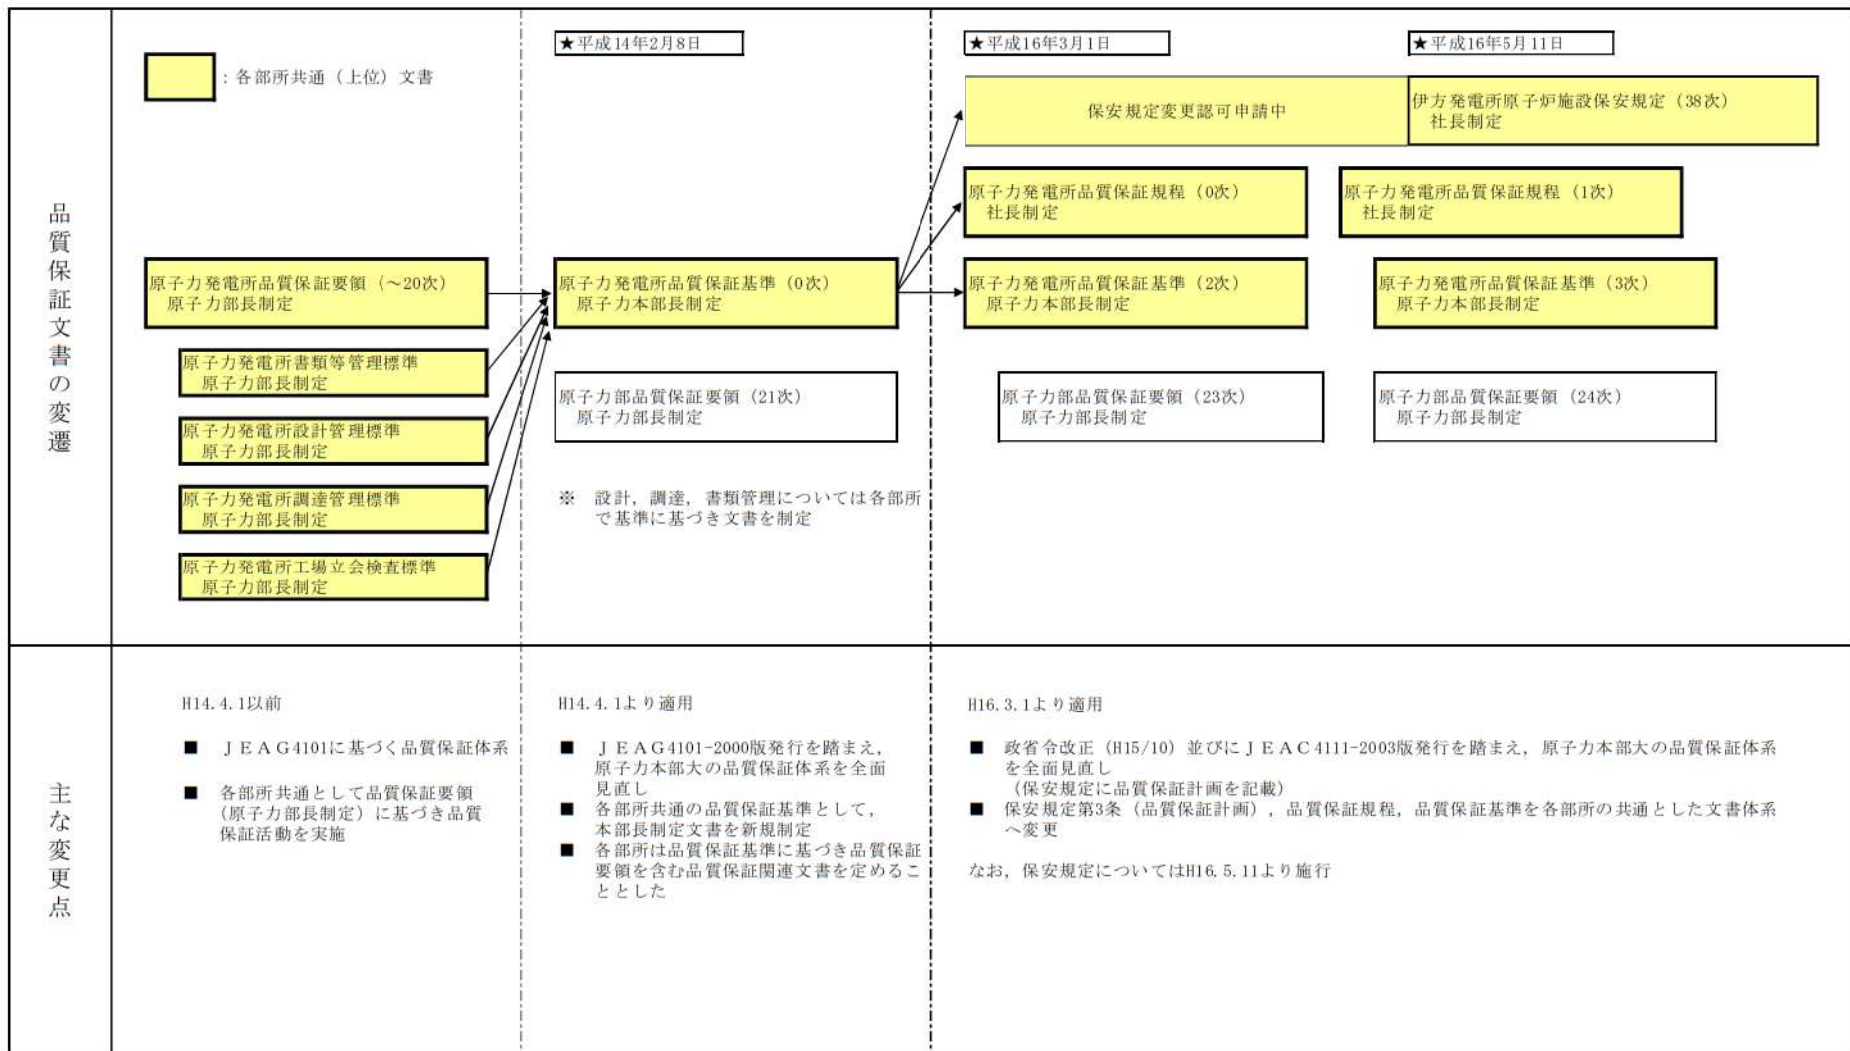 品質保証文書の変遷
：各部所共通（上位）文書
原子力発電所品質保証要領（～20次）
原子力部長制定
原子力発電所書類等管理標準
原子力部長制定
原子力発電所設計管理標準
原子力部長制定
原子力発電所調達管理標準
原子力部長制定
原子力発電所工場立会検査標準
原子力部長制定
★平成14年2月8日
原子力発電所品質保証基準（0次）
原子力本部長制定
原子力部品質保証要領（21次）
原子力部長制定
※ 設計，調達，書類管理については各部所
で基準に基づき文書を制定
★平成16年3月1日
★平成16年5月11日
保安規定変更認可申請中
伊方発電所原子炉施設保安規定（38次）
社長制定
原子力発電所品質保証規程（0次）
社長制定
原子力発電所品質保証規程（1次）
社長制定
原子力発電所品質保証基準（2次）
原子力本部長制定
原子力発電所品質保証基準（3次）
原子力本部長制定
原子力部品質保証要領（23次）
原子力部長制定
原子力部品質保証要領（24次）
原子力部長制定
主な変更点
H14.4.1以前
■ ＪＥＡＧ4101に基づく品質保証体系
■ 各部所共通として品質保証要領
（原子力部長制定）に基づき品質
保証活動を実施
H14.4.1より適用
■ ＪＥＡＧ4101-2000版発行を踏まえ，
原子力本部大の品質保証体系を全面
見直し
■ 各部所共通の品質保証基準として，
本部長制定文書を新規制定
■ 各部所は品質保証基準に基づき品質保証
要領を含む品質保証関連文書を定めるこ
ととした
H16.3.1より適用
■ 政省令改正（H15/10）並びにＪＥＡＣ4111-2003版発行を踏まえ，原子力本部大の品質保証体系
を全面見直し
（保安規定に品質保証計画を記載）
■ 保安規定第3条（品質保証計画），品質保証規程，品質保証基準を各部所の共通とした文書体系
へ変更
なお，保安規定についてはH16.5.11より施行